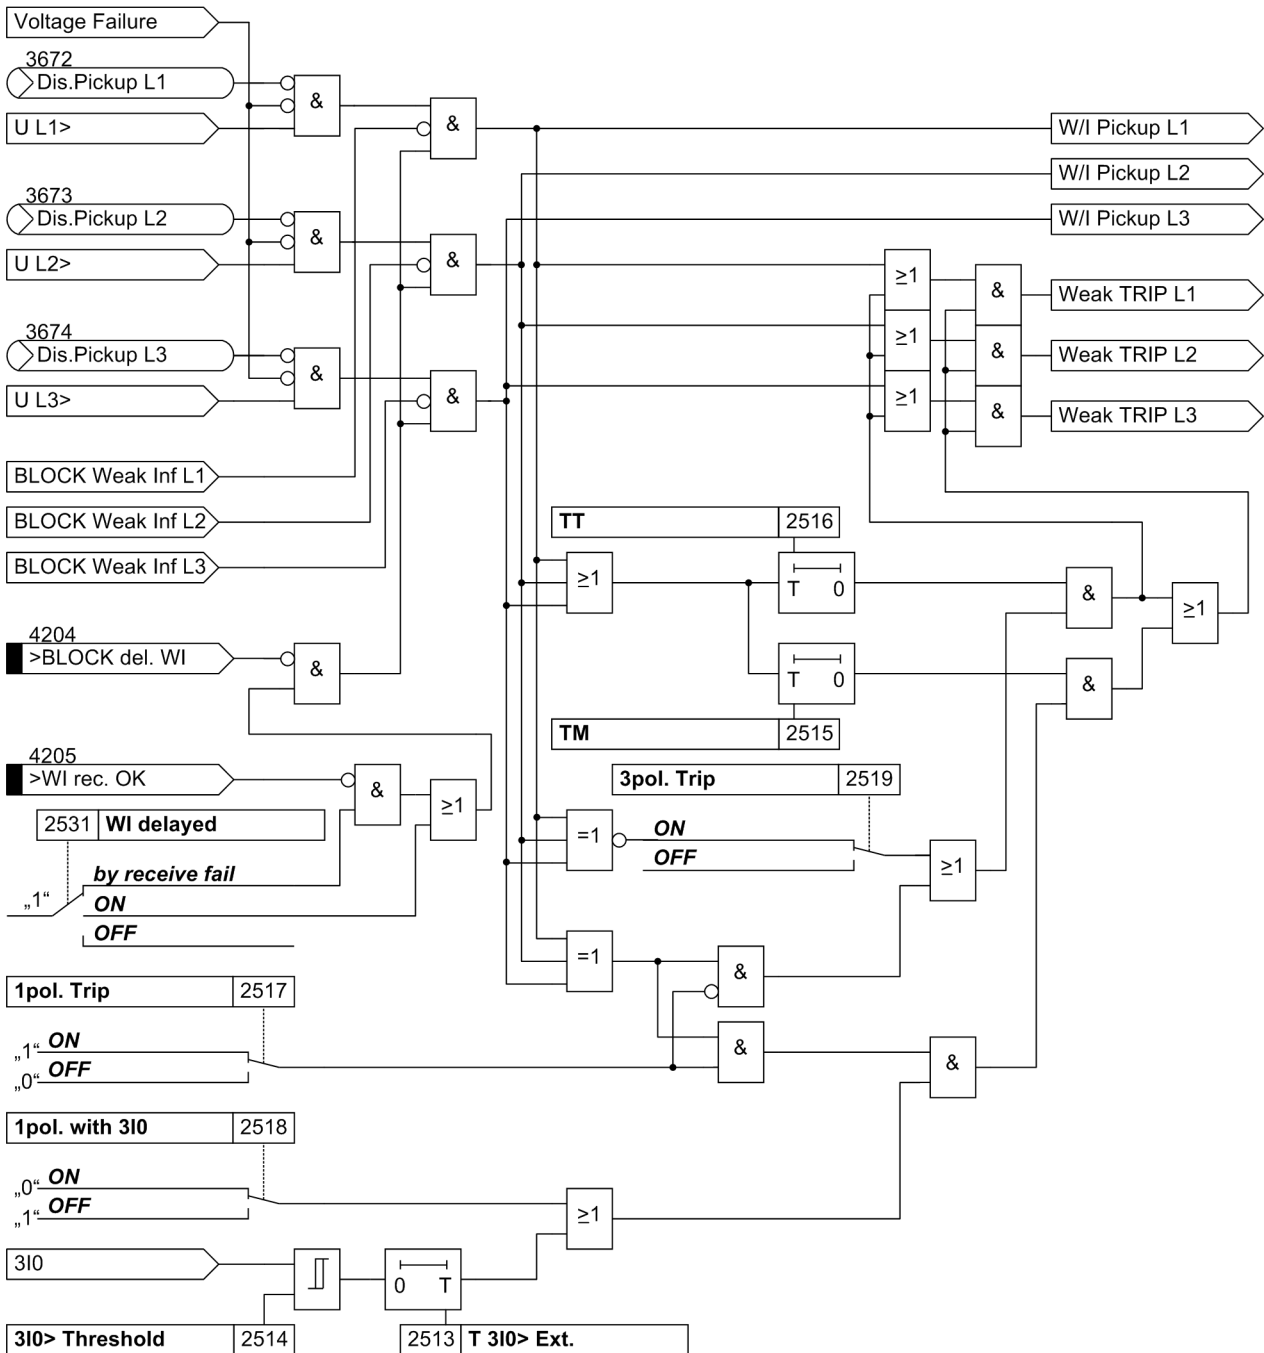 Voltage Failure
3672
Dis.Pickup L1
&
&
U L1>
W/I Pickup L1
W/I Pickup L2
3673
Dis.Pickup L2
W/I Pickup L3
&
&
U L2>
≥1
&
Weak TRIP L1
3674
Dis.Pickup L3
≥1
&
Weak TRIP L2
&
&
U L3>
≥1
&
Weak TRIP L3
BLOCK Weak Inf L1
BLOCK Weak Inf L2
TT 2516
BLOCK Weak Inf L3
≥1
T 0
&
≥1
4204
>BLOCK del. WI
&
T 0
&
TM 2515
4205
>WI rec. OK
&
≥1
3pol. Trip 2519
2531 WI delayed
=1
ON
OFF
≥1
by receive fail
„1“
ON
OFF
=1
&
1pol. Trip 2517
„1“ ON
„0“ OFF
&
&
1pol. with 3I0 2518
„0“ ON
„1“ OFF
≥1
3I0
0 T
3I0> Threshold 2514
2513 T 3I0> Ext.